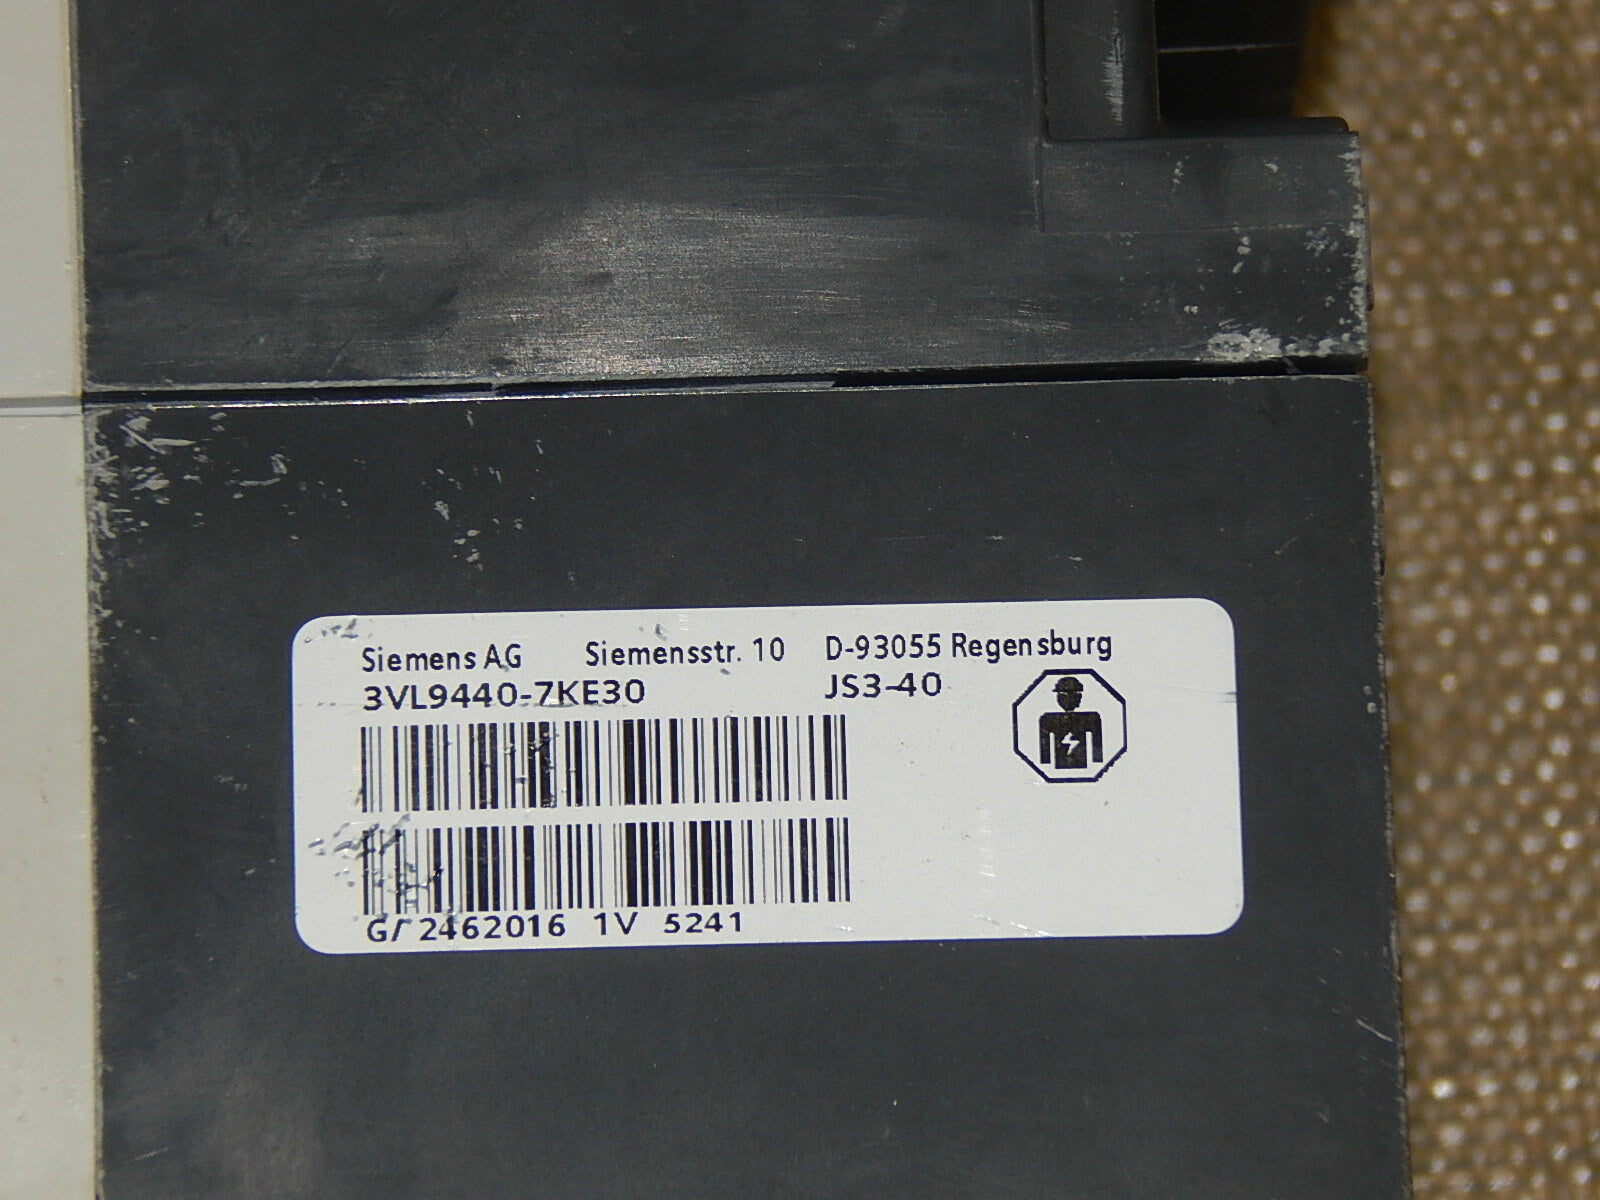 Siemens AG Siemensstr. 10 D-93055 Regensburg
3VL9440-7KE30 JS3-40
2462016 1V 5241